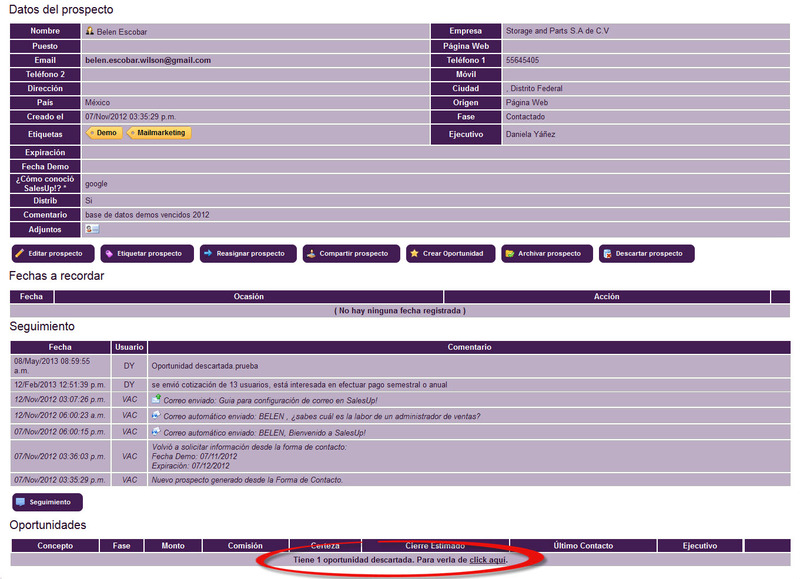 Datos del prospecto
Nombre Belen Escobar Empresa Storage and Parts S.A de C.V
Puesto Página Web
Email belen.escobar.wilson@gmail.com Teléfono 1 55645405
Teléfono 2 Móvil
Dirección Ciudad , Distrito Federal
País México Origen Página Web
Creado el 07/Nov/2012 03:35:29 p.m. Fase Contactado
Etiquetas Demo Mailmarketing Ejecutivo Daniela Yáñez
Expiración
Fecha Demo
¿Cómo conoció
SalesUp!? * google
Distrib Si
Comentario base de datos demos vencidos 2012
Adjuntos
Editar prospecto Etiquetar prospecto Reasignar prospecto Compartir prospecto Crear Oportunidad Archivar prospecto Descartar prospecto
Fechas a recordar
Fecha Ocasión Acción
( No hay ninguna fecha registrada )
Seguimiento
Fecha Usuario Comentario
08/May/2013 08:59:55
a.m. DY Oportunidad descartada.prueba
12/Feb/2013 12:51:39 p.m. DY se envió cotización de 13 usuarios, está interesada en efectuar pago semestral o anual
12/Nov/2012 03:07:26 p.m. VAC Correo enviado: Guia para configuración de correo en SalesUp!
12/Nov/2012 06:00:23 a.m. VAC Correo automático enviado: BELEN , ¿sabes cuál es la labor de un administrador de ventas?
07/Nov/2012 06:00:15 p.m. VAC Correo automático enviado: BELEN, Bienvenido a SalesUp!
Volvió a solicitar información desde la forma de contacto:
07/Nov/2012 03:36:03 p.m. VAC Fecha Demo: 07/11/2012
Expiración: 07/12/2012
07/Nov/2012 03:35:29 p.m. VAC Nuevo prospecto generado desde la Forma de Contacto.
Seguimiento
Oportunidades
Concepto Fase Monto Comisión Certeza Cierre Estimado Último Contacto Ejecutivo
Tiene 1 oportunidad descartada. Para verla de click aquí.